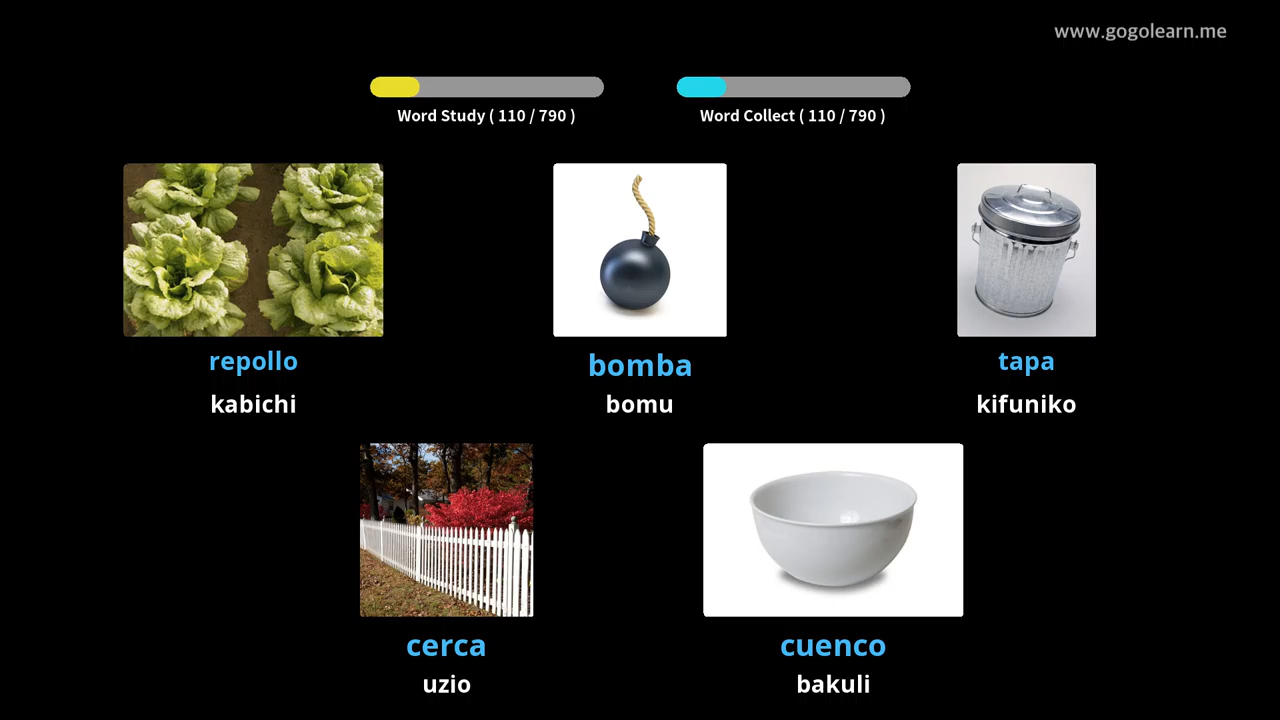 www.gogolearn.me
Word Study ( 110 / 790 )
Word Collect ( 110 / 790 )
repollo
kabichi
bomba
bomu
tapa
kifuniko
cerca
uzio
cuenco
bakuli